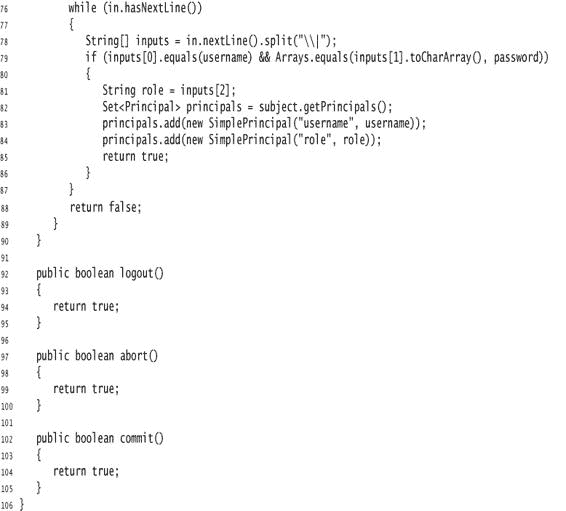 76 while (in.hasNextLine())
77 {
78 String[] inputs = in.nextLine().split("\\|");
79 if (inputs[0].equals(username) && Arrays.equals(inputs[1].toCharArray(), password))
80 {
81 String role = inputs[2];
82 Set<Principal> principals = subject.getPrincipals();
83 principals.add(new SimplePrincipal("username", username));
84 principals.add(new SimplePrincipal("role", role));
85 return true;
86 }
87 }
88 return false;
89 }
90 }
91
92 public boolean logout()
93 {
94 return true;
95 }
96
97 public boolean abort()
98 {
99 return true;
100 }
101
102 public boolean commit()
103 {
104 return true;
105 }
106 }